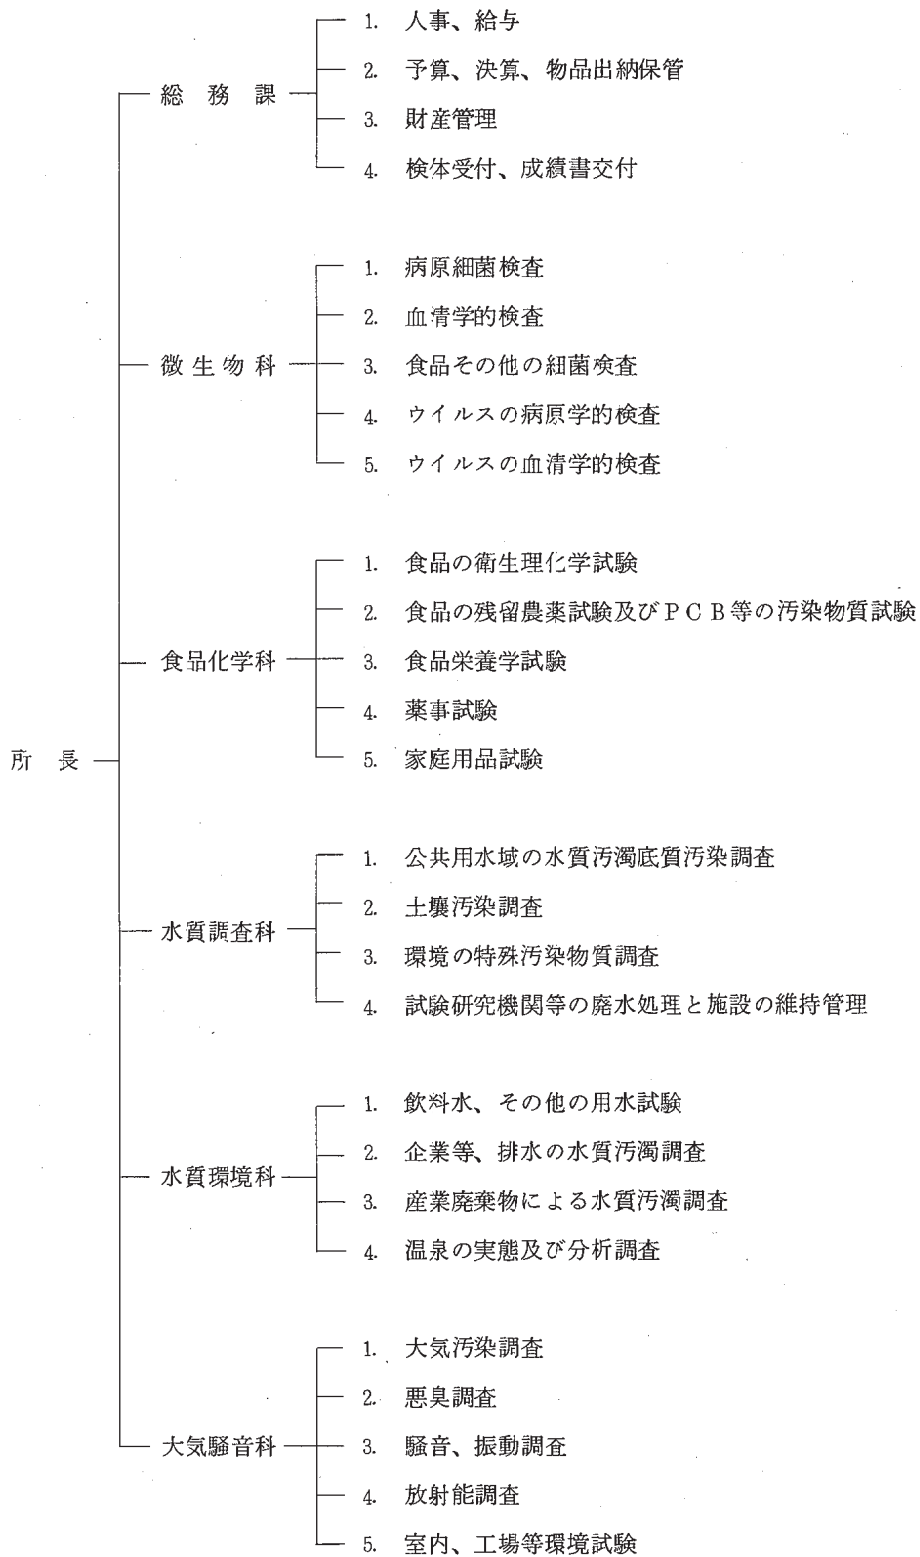 所長
総務課
1. 人事、給与
2. 予算、決算、物品出納保管
3. 財産管理
4. 検体受付、成績書交付
微生物科
1. 病原細菌検査
2. 血清学的検査
3. 食品その他の細菌検査
4. ウイルスの病原学的検査
5. ウイルスの血清学的検査
食品化学科
1. 食品の衛生理化学試験
2. 食品の残留農薬試験及びPCB等の汚染物質試験
3. 食品栄養学試験
4. 薬事試験
5. 家庭用品試験
水質調査科
1. 公共用水域の水質汚濁底質汚染調査
2. 土壌汚染調査
3. 環境の特殊汚染物質調査
4. 試験研究機関等の廃水処理と施設の維持管理
水質環境科
1. 飲料水、その他の用水試験
2. 企業等、排水の水質汚濁調査
3. 産業廃棄物による水質汚濁調査
4. 温泉の実態及び分析調査
大気騒音科
1. 大気汚染調査
2. 悪臭調査
3. 騒音、振動調査
4. 放射能調査
5. 室内、工場等環境試験